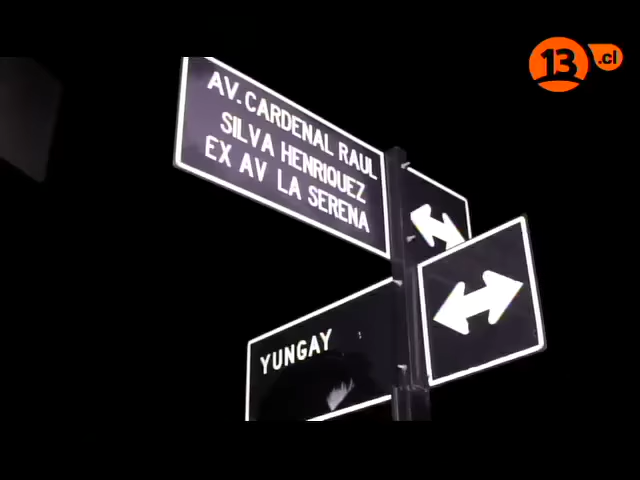 13.cl
AV. CARDENAL RAUL
SILVA HENRIQUEZ
EX AV LA SERENA
YUNGAY